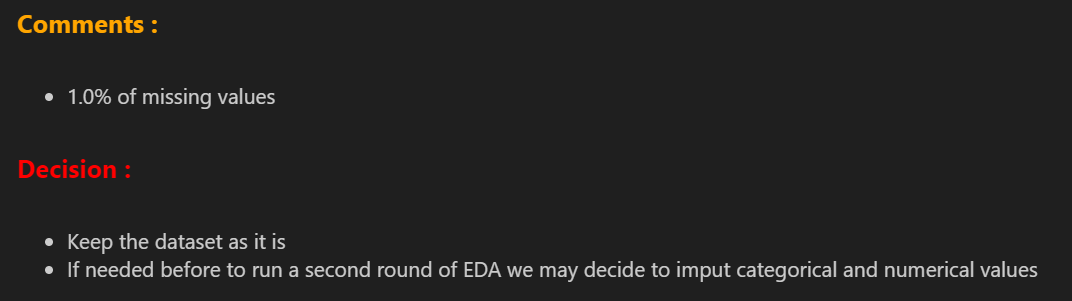 Comments :
• 1.0% of missing values
Decision :
• Keep the dataset as it is
• If needed before to run a second round of EDA we may decide to imput categorical and numerical values